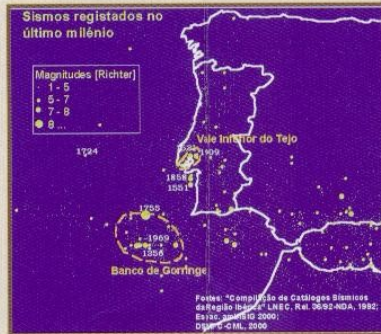 Sismos registados no
último milénio
Magnitudes [Richter]
1 - 5
5 - 7
7 - 8
8 ...
Vale Inferior do Tejo
1909
1724
1858
1551
1755
1969
1356
Banco de Gorringe
Fontes: "Compilação de Catálogos Sísmicos
da Região Ibérica" LNEC, Rel. 36/92-NDA, 1992;
2000;
2000